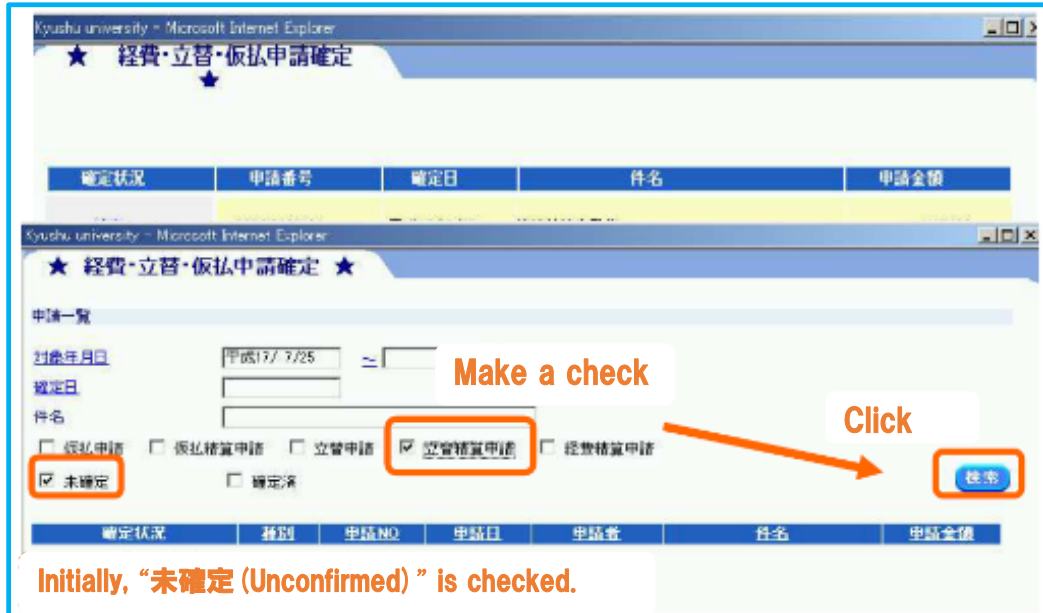 Kyushu university - Microsoft Internet Explorer
★ 経費・立替・仮払申請確定
★
確定状況 申請番号 確定日 件名 申請金額
Kyushu university - Microsoft Internet Explorer
★ 経費・立替・仮払申請確定 ★
申請一覧
対象年月日 平成17/ 7/25 ～
Make a check
確定日
件名
Click
仮払申請 仮払精算申請 立替申請 立替精算申請 経費精算申請
未確定 確定済 検索
確定状況 種別 申請NO 申請日 申請者 件名 申請金額
Initially, “未確定 (Unconfirmed) ” is checked.